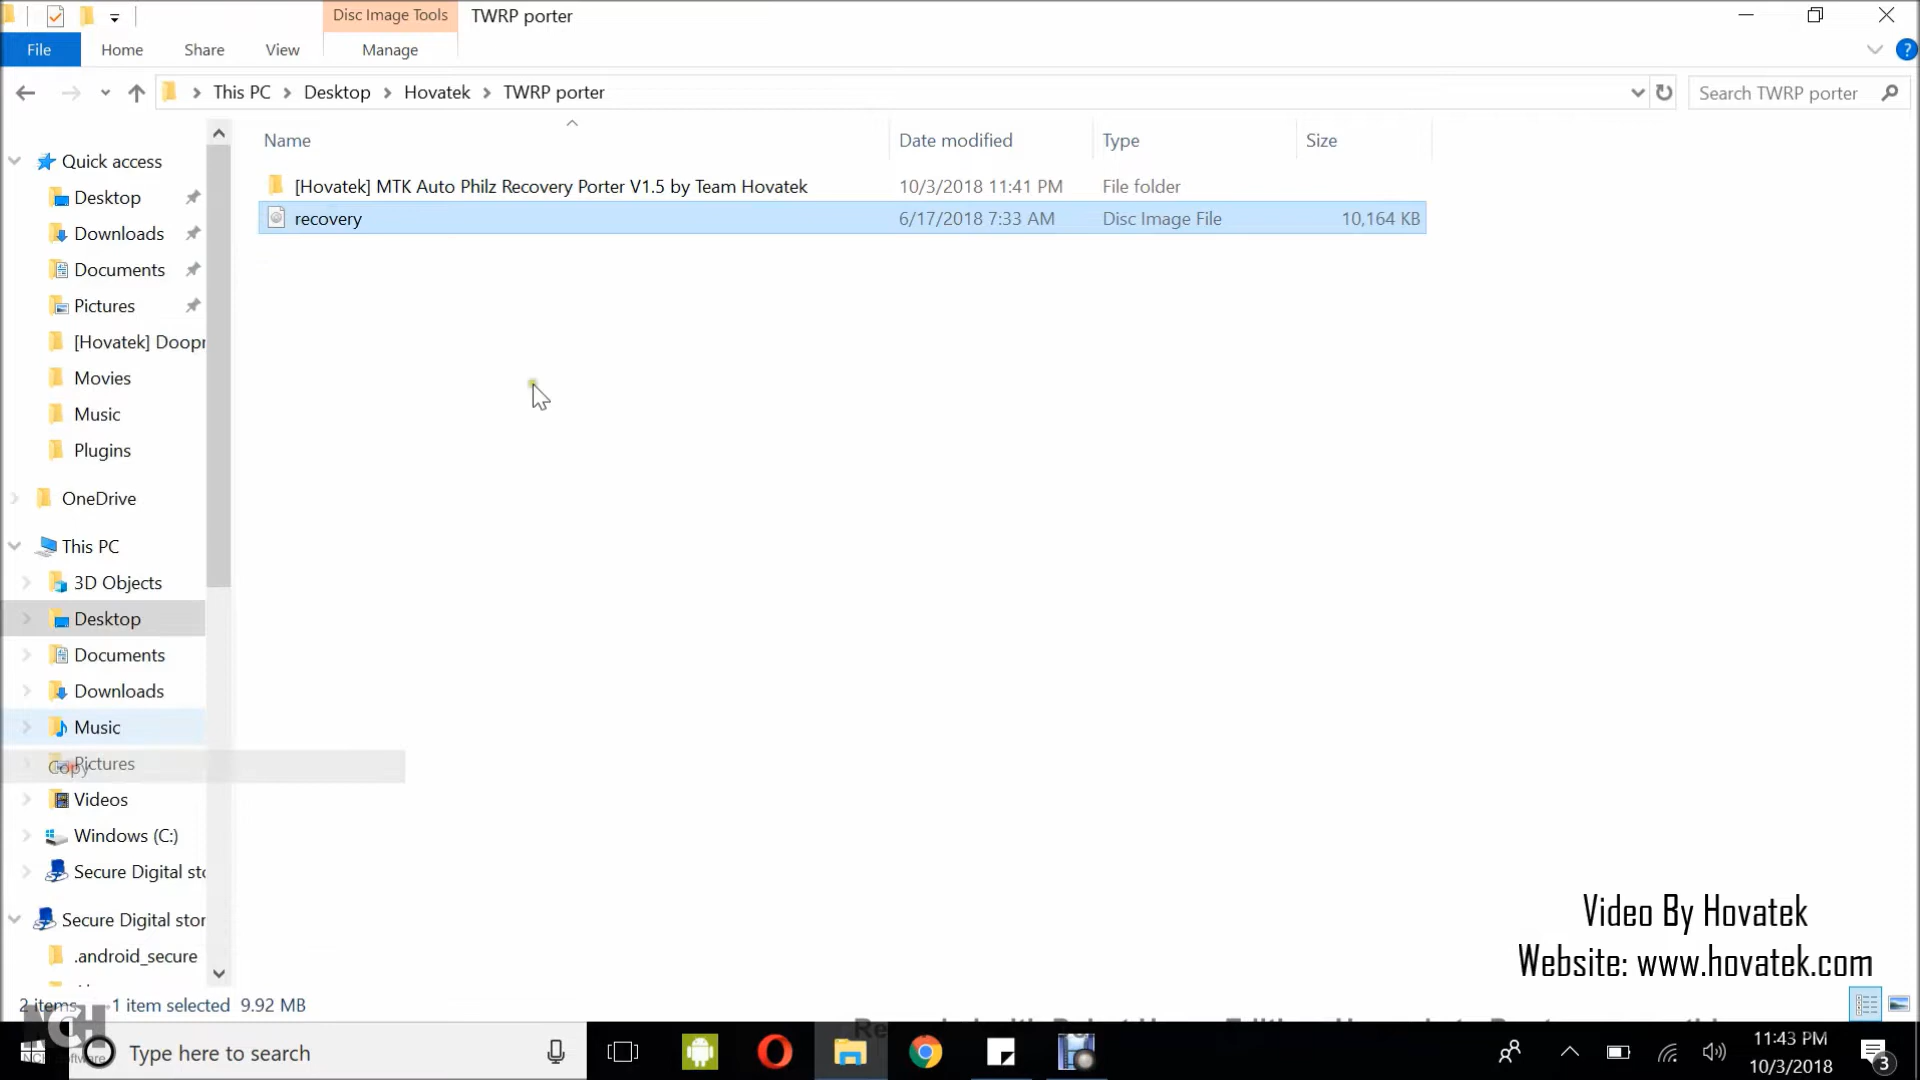 Disc Image Tools
TWRP porter
File
Home
Share
View
Manage
This PC
Desktop
Hovatek
TWRP porter
Search TWRP porter
Name
Date modified
Type
Size
[Hovatek] MTK Auto Philz Recovery Porter V1.5 by Team Hovatek
10/3/2018 11:41 PM
File folder
recovery
6/17/2018 7:33 AM
Disc Image File
10,164 KB
Quick access
Desktop
Downloads
Documents
Pictures
[Hovatek] Doopr
Movies
Music
Plugins
OneDrive
This PC
3D Objects
Desktop
Documents
Downloads
Music
Pictures
Copy
Videos
Windows (C:)
Secure Digital sto
Secure Digital stor
.android_secure
Video By Hovatek
Website: www.hovatek.com
2 items
1 item selected 9.92 MB
NCH
Type here to search
11:43 PM
10/3/2018
3